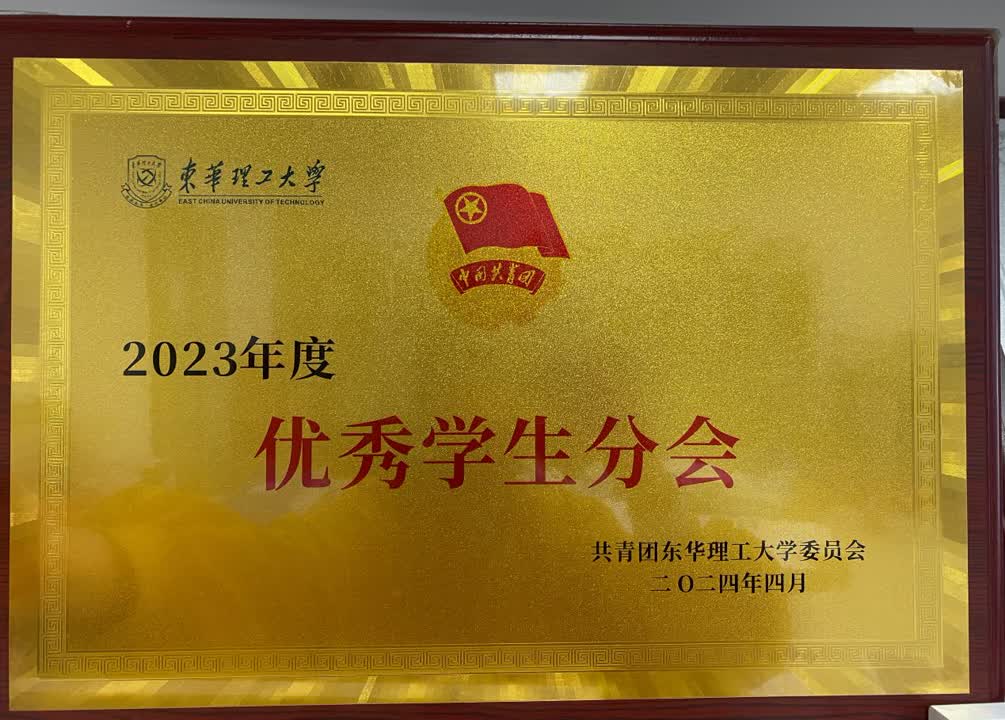 東華理工大學
EAST CHINA UNIVERSITY OF TECHNOLOGY
中国共青团
2023年度
优秀学生分会
共青团东华理工大学委员会
二O二四年四月